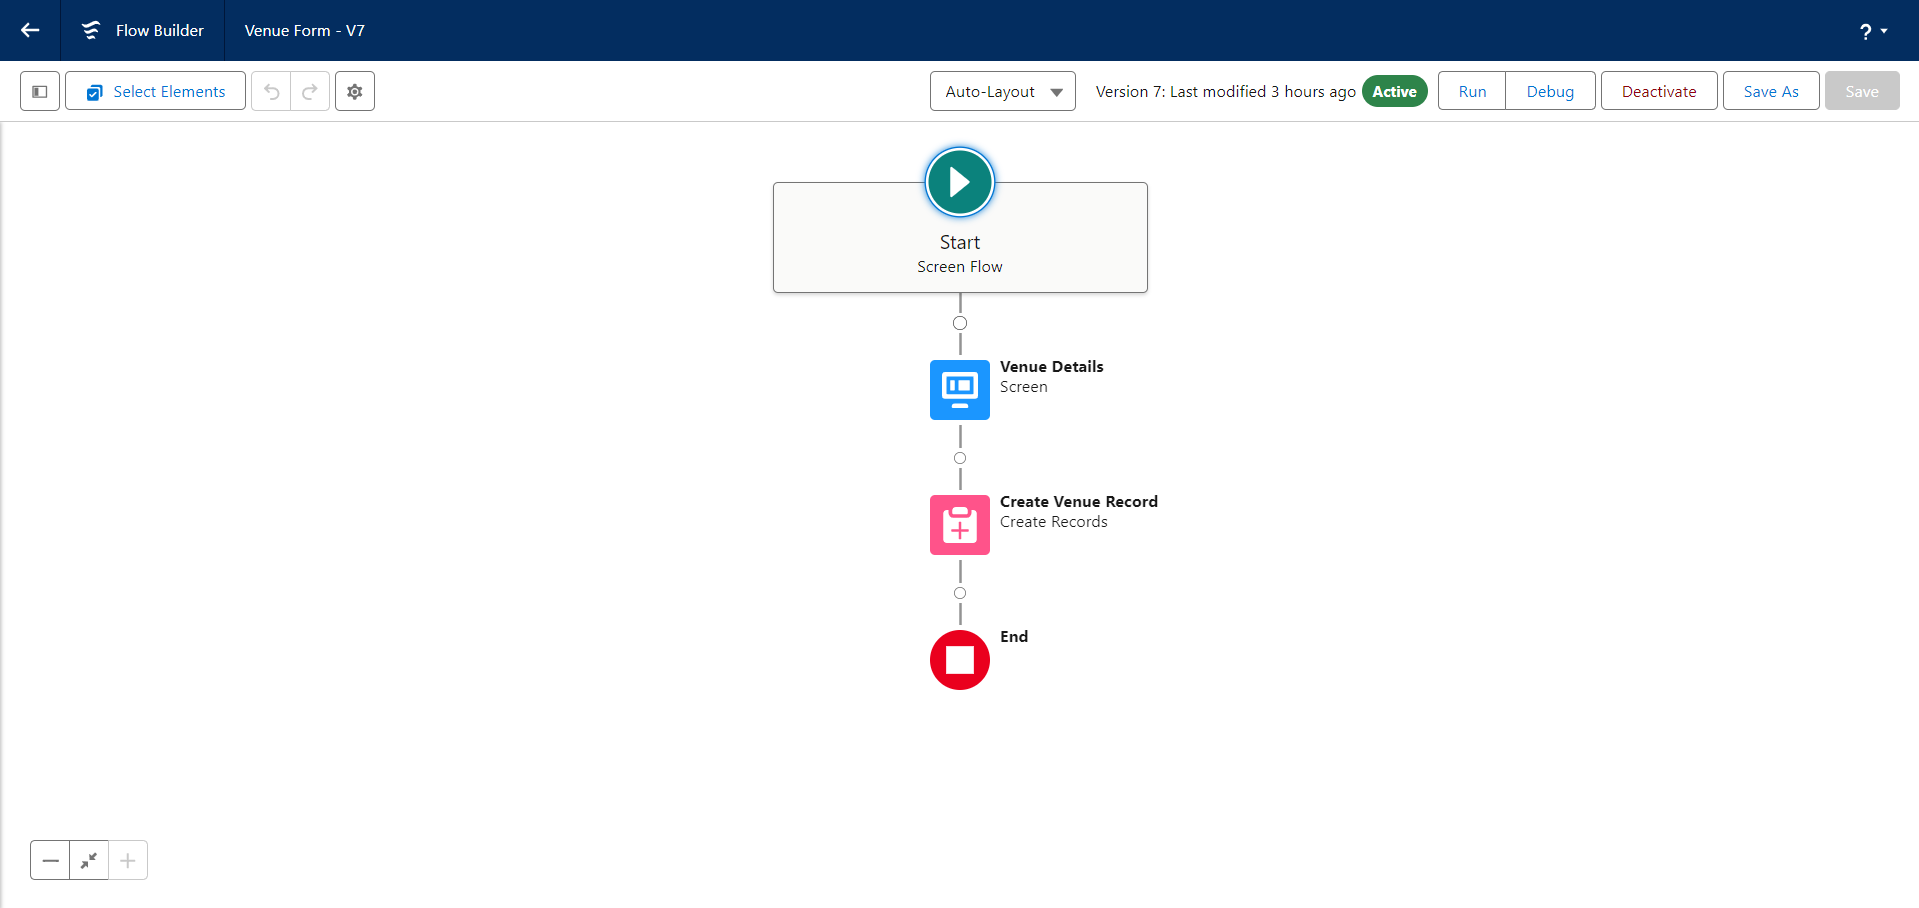 Flow Builder
Venue Form - V7
?
Select Elements
Auto-Layout
Version 7: Last modified 3 hours ago
Active
Run
Debug
Deactivate
Save As
Save
Start
Screen Flow
Venue Details
Screen
Create Venue Record
Create Records
End